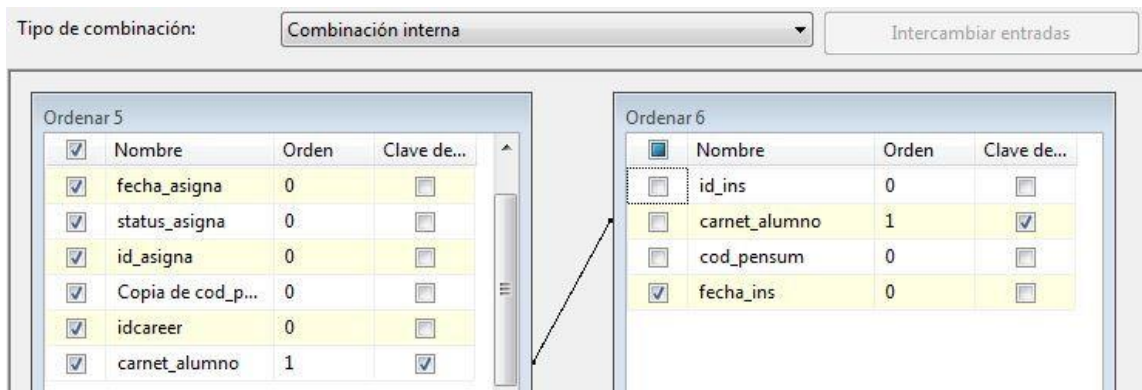 Tipo de combinación: Combinación interna Intercambiar entradas
Ordenar 5
Nombre Orden Clave de...
fecha_asigna 0
status_asigna 0
id_asigna 0
Copia de cod_p... 0
idcareer 0
carnet_alumno 1
Ordenar 6
Nombre Orden Clave de...
id_ins 0
carnet_alumno 1
cod_pensum 0
fecha_ins 0